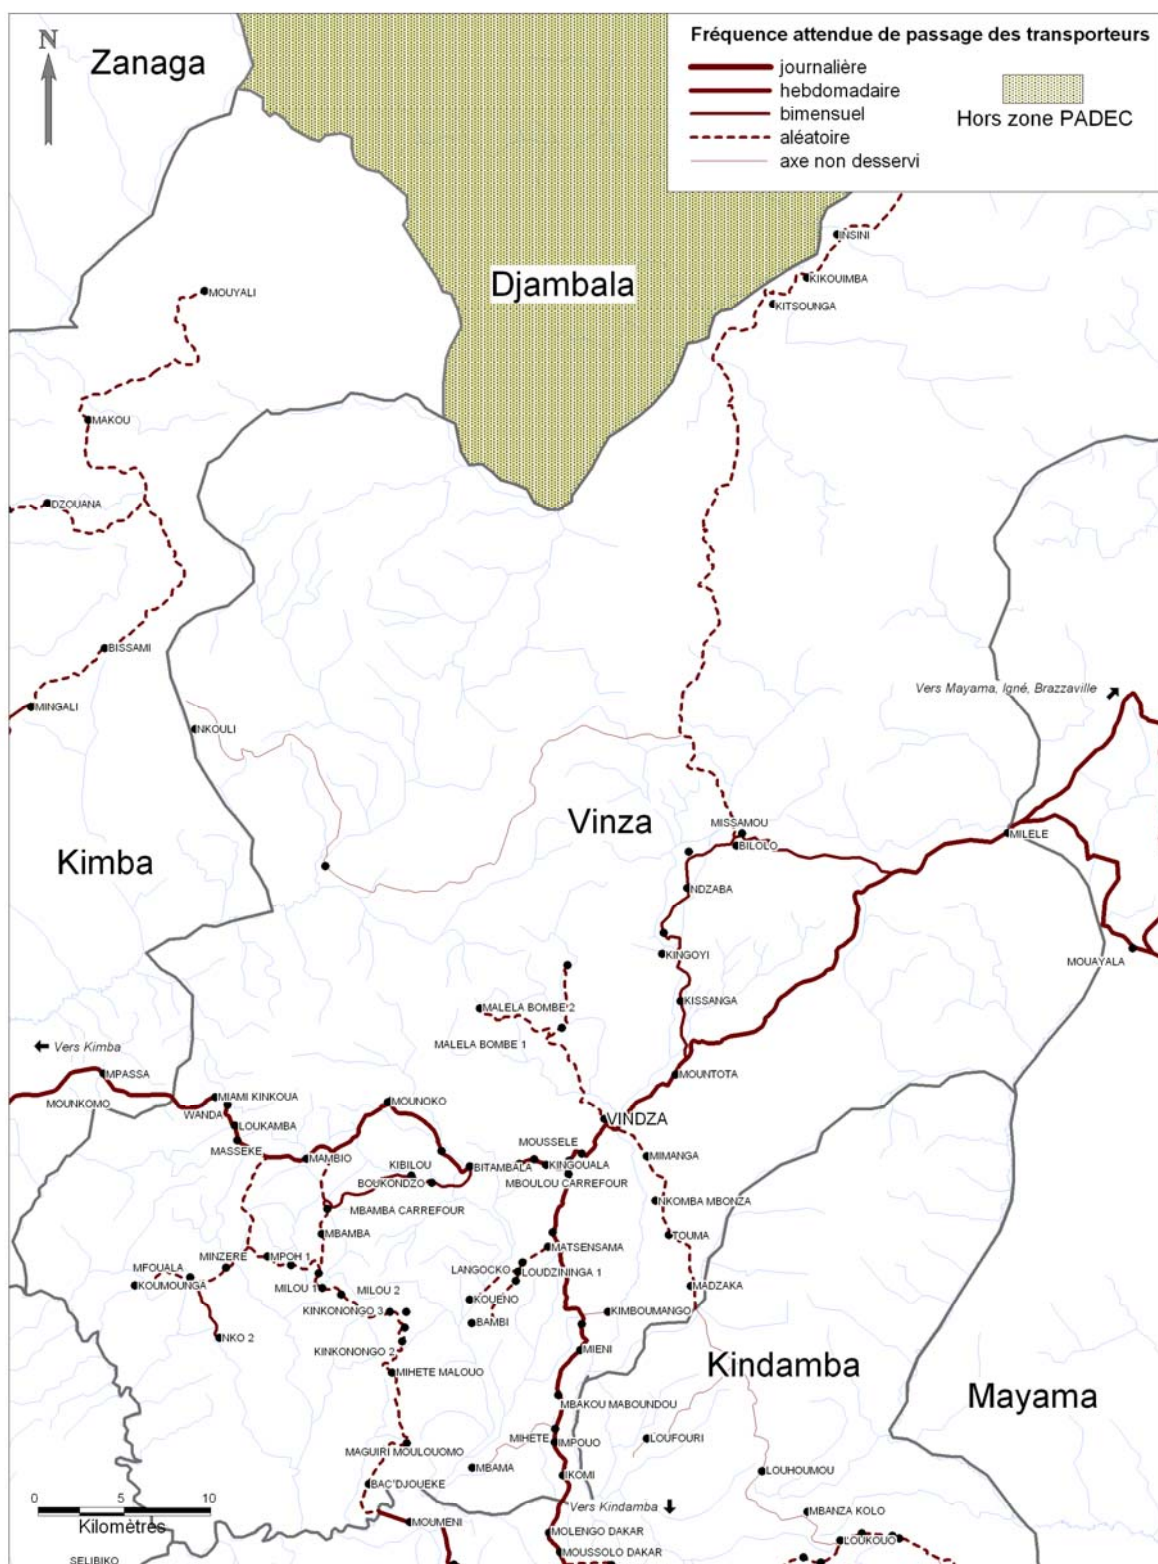 N
Zanaga
Fréquence attendue de passage des transporteurs
journalière
hebdomadaire
bimensuel
aléatoire
axe non desservi
Hors zone PADEC
INSINI
Djambala
KIKOUIMBA
MOUYALI
KITSOUNGA
MAKOU
DZOUANA
BISSAMI
Vers Mayama, Igné, Brazzaville
MINGALI
NKOULI
Vinza
MISSAMOU
MILELE
BILOLO
Kimba
NDZABA
KINGOYI
MOUAYALA
KISSANGA
MALELA BOMBE 2
MALELA BOMBE 1
Vers Kimba
MPASSA
MOUNTOTA
MIAMI KINKOUA
MOUNKOMO
MOUNOKO
WANDA
VINDZA
LOUKAMBA
MOUSSELE
MASSEKE
MAMBIO
MIMANGA
KIBILOU
BITAMBALA
KINGOUALA
BOUKONDZO
MBOULOU CARREFOUR
NKOMBA MBONZA
MBAMBA CARREFOUR
MBAMBA
TOUMA
MATSENSAMA
MINZERE
MPOH 1
MFOUALA
LANGOCKO
LOUDZININGA 1
KOUMOUNGA
MILOU 1
MILOU 2
MADZAKA
KOUENO
KINKONONGO 3
KIMBOUMANGO
BAMBI
NKO 2
KINKONONGO 2
MIENI
Kindamba
MIHETE MALOUO
Mayama
MBAKOU MABOUNDOU
MIHETE
IMPOUO
LOUFOURI
MAGUIRI MOULOUOMO
MBAMA
IKOMI
LOUHOUMOU
BAC'DJOUEKE
0 5 10
Kilomètres
Vers Kindamba
MBANZA KOLO
MOUMENI
MOLENGO DAKAR
LOUKOUO
MOUSSOLO DAKAR
SELIBIKO